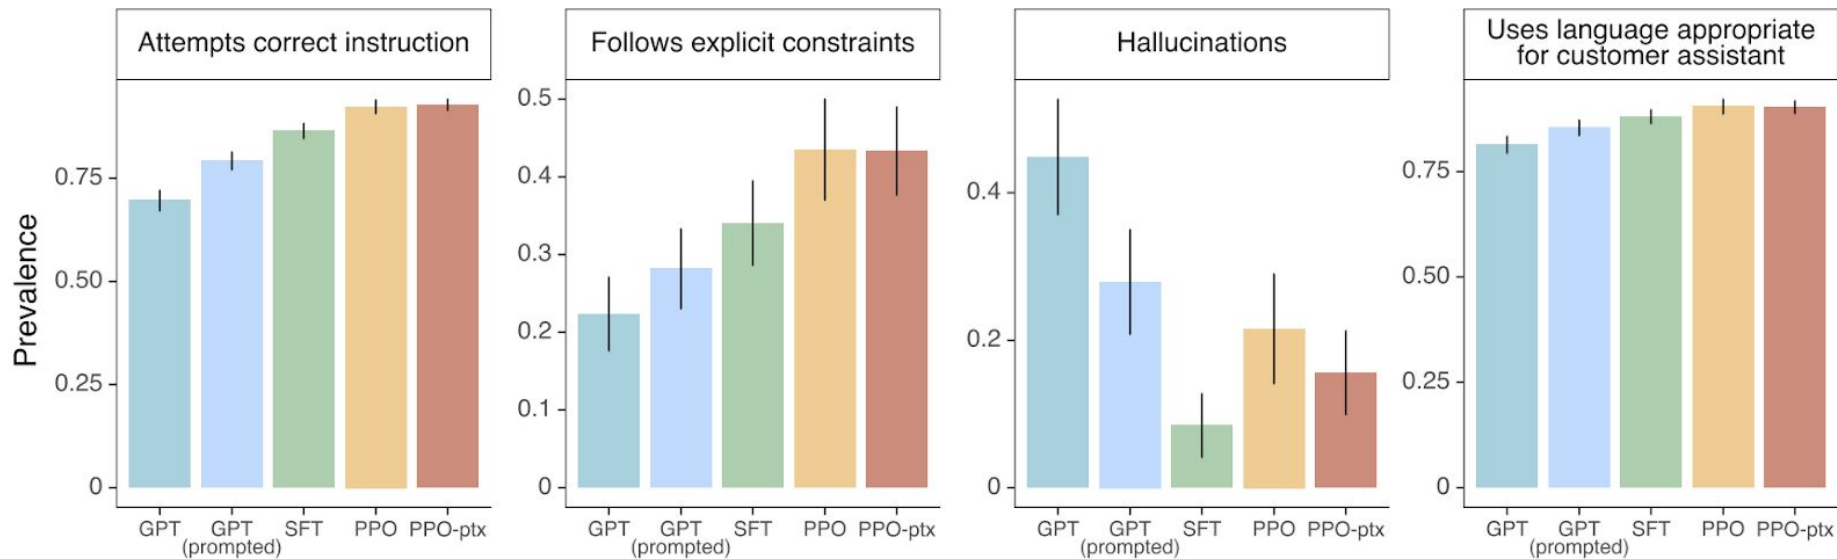 Attempts correct instruction
Follows explicit constraints
Hallucinations
Uses language appropriate
for customer assistant
Prevalence
0.75
0.50
0.25
0
0.5
0.4
0.3
0.2
0.1
0
0.4
0.2
0
0.75
0.50
0.25
0
GPT
GPT
(prompted)
SFT
PPO
PPO-ptx
GPT
GPT
(prompted)
SFT
PPO
PPO-ptx
GPT
GPT
(prompted)
SFT
PPO
PPO-ptx
GPT
GPT
(prompted)
SFT
PPO
PPO-ptx